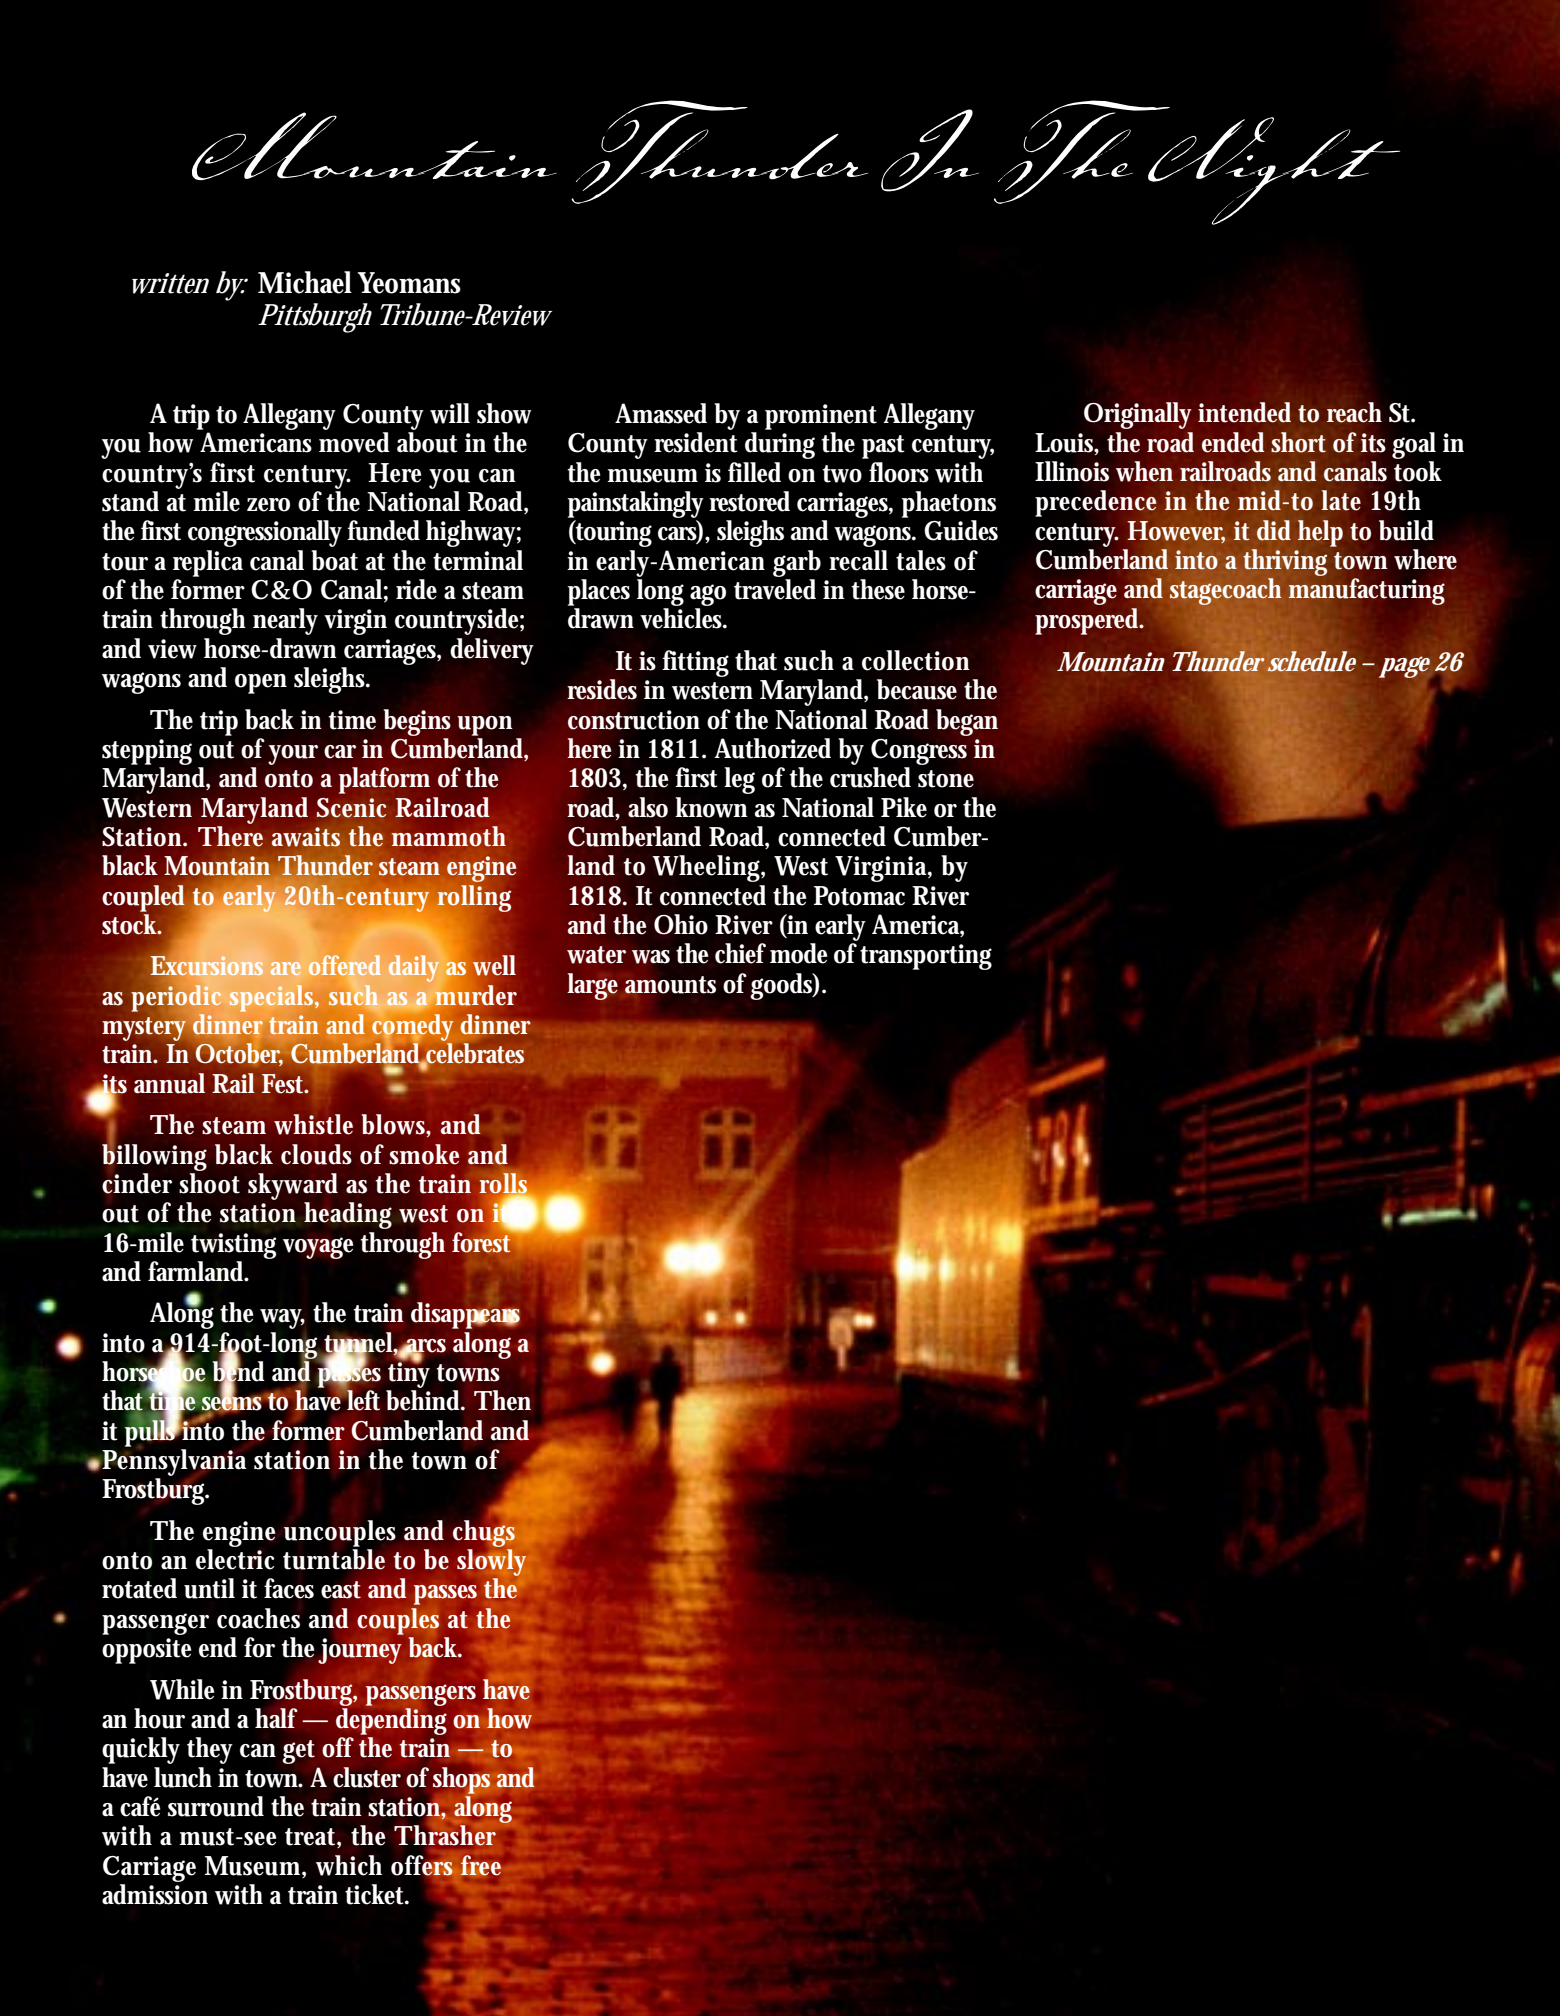 Mountain Thunder In The Night
written by: Michael Yeomans
Pittsburgh Tribune-Review
A trip to Allegany County will show
you how Americans moved about in the
country's first century. Here you can
stand at mile zero of the National Road,
the first congressionally funded highway;
tour a replica canal boat at the terminal
of the former C&O Canal; ride a steam
train through nearly virgin countryside;
and view horse-drawn carriages, delivery
wagons and open sleighs.
The trip back in time begins upon
stepping out of your car in Cumberland,
Maryland, and onto a platform of the
Western Maryland Scenic Railroad
Station. There awaits the mammoth
black Mountain Thunder steam engine
coupled to early 20th-century rolling
stock.
Excursions are offered daily as well
as periodic specials, such as a murder
mystery dinner train and comedy dinner
train. In October, Cumberland celebrates
its annual Rail Fest.
The steam whistle blows, and
billowing black clouds of smoke and
cinder shoot skyward as the train rolls
out of the station heading west on its
16-mile twisting voyage through forest
and farmland.
Along the way, the train disappears
into a 914-foot-long tunnel, arcs along a
horseshoe bend and passes tiny towns
that time seems to have left behind. Then
it pulls into the former Cumberland and
Pennsylvania station in the town of
Frostburg.
The engine uncouples and chugs
onto an electric turntable to be slowly
rotated until it faces east and passes the
passenger coaches and couples at the
opposite end for the journey back.
While in Frostburg, passengers have
an hour and a half — depending on how
quickly they can get off the train — to
have lunch in town. A cluster of shops and
a café surround the train station, along
with a must-see treat, the Thrasher
Carriage Museum, which offers free
admission with a train ticket.
Amassed by a prominent Allegany
County resident during the past century,
the museum is filled on two floors with
painstakingly restored carriages, phaetons
(touring cars), sleighs and wagons. Guides
in early-American garb recall tales of
places long ago traveled in these horse-
drawn vehicles.
It is fitting that such a collection
resides in western Maryland, because the
construction of the National Road began
here in 1811. Authorized by Congress in
1803, the first leg of the crushed stone
road, also known as National Pike or the
Cumberland Road, connected Cumber-
land to Wheeling, West Virginia, by
1818. It connected the Potomac River
and the Ohio River (in early America,
water was the chief mode of transporting
large amounts of goods).
Originally intended to reach St.
Louis, the road ended short of its goal in
Illinois when railroads and canals took
precedence in the mid-to late 19th
century. However, it did help to build
Cumberland into a thriving town where
carriage and stagecoach manufacturing
prospered.
Mountain Thunder schedule – page 26